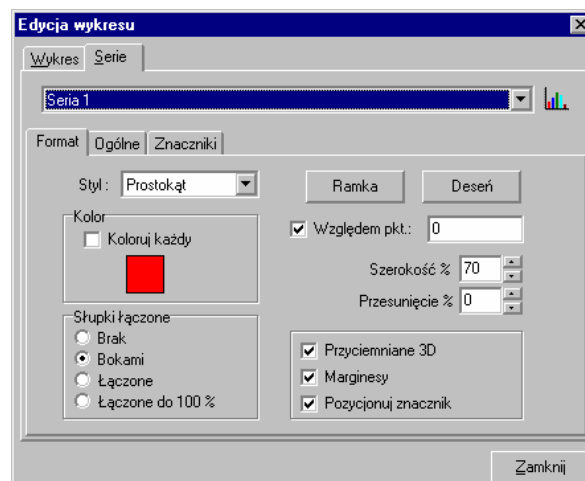 Edycja wykresu
Wykres Serie
Seria 1
Format Ogólne Znaczniki
Styl : Prostokąt
Ramka Deseń
Kolor
Koloruj każdy
Względem pkt.: 0
Szerokość % 70
Przesunięcie % 0
Słupki łączone
Brak
Bokami
Łączone
Łączone do 100 %
Przyciemniane 3D
Marginesy
Pozycjonuj znacznik
Zamknij